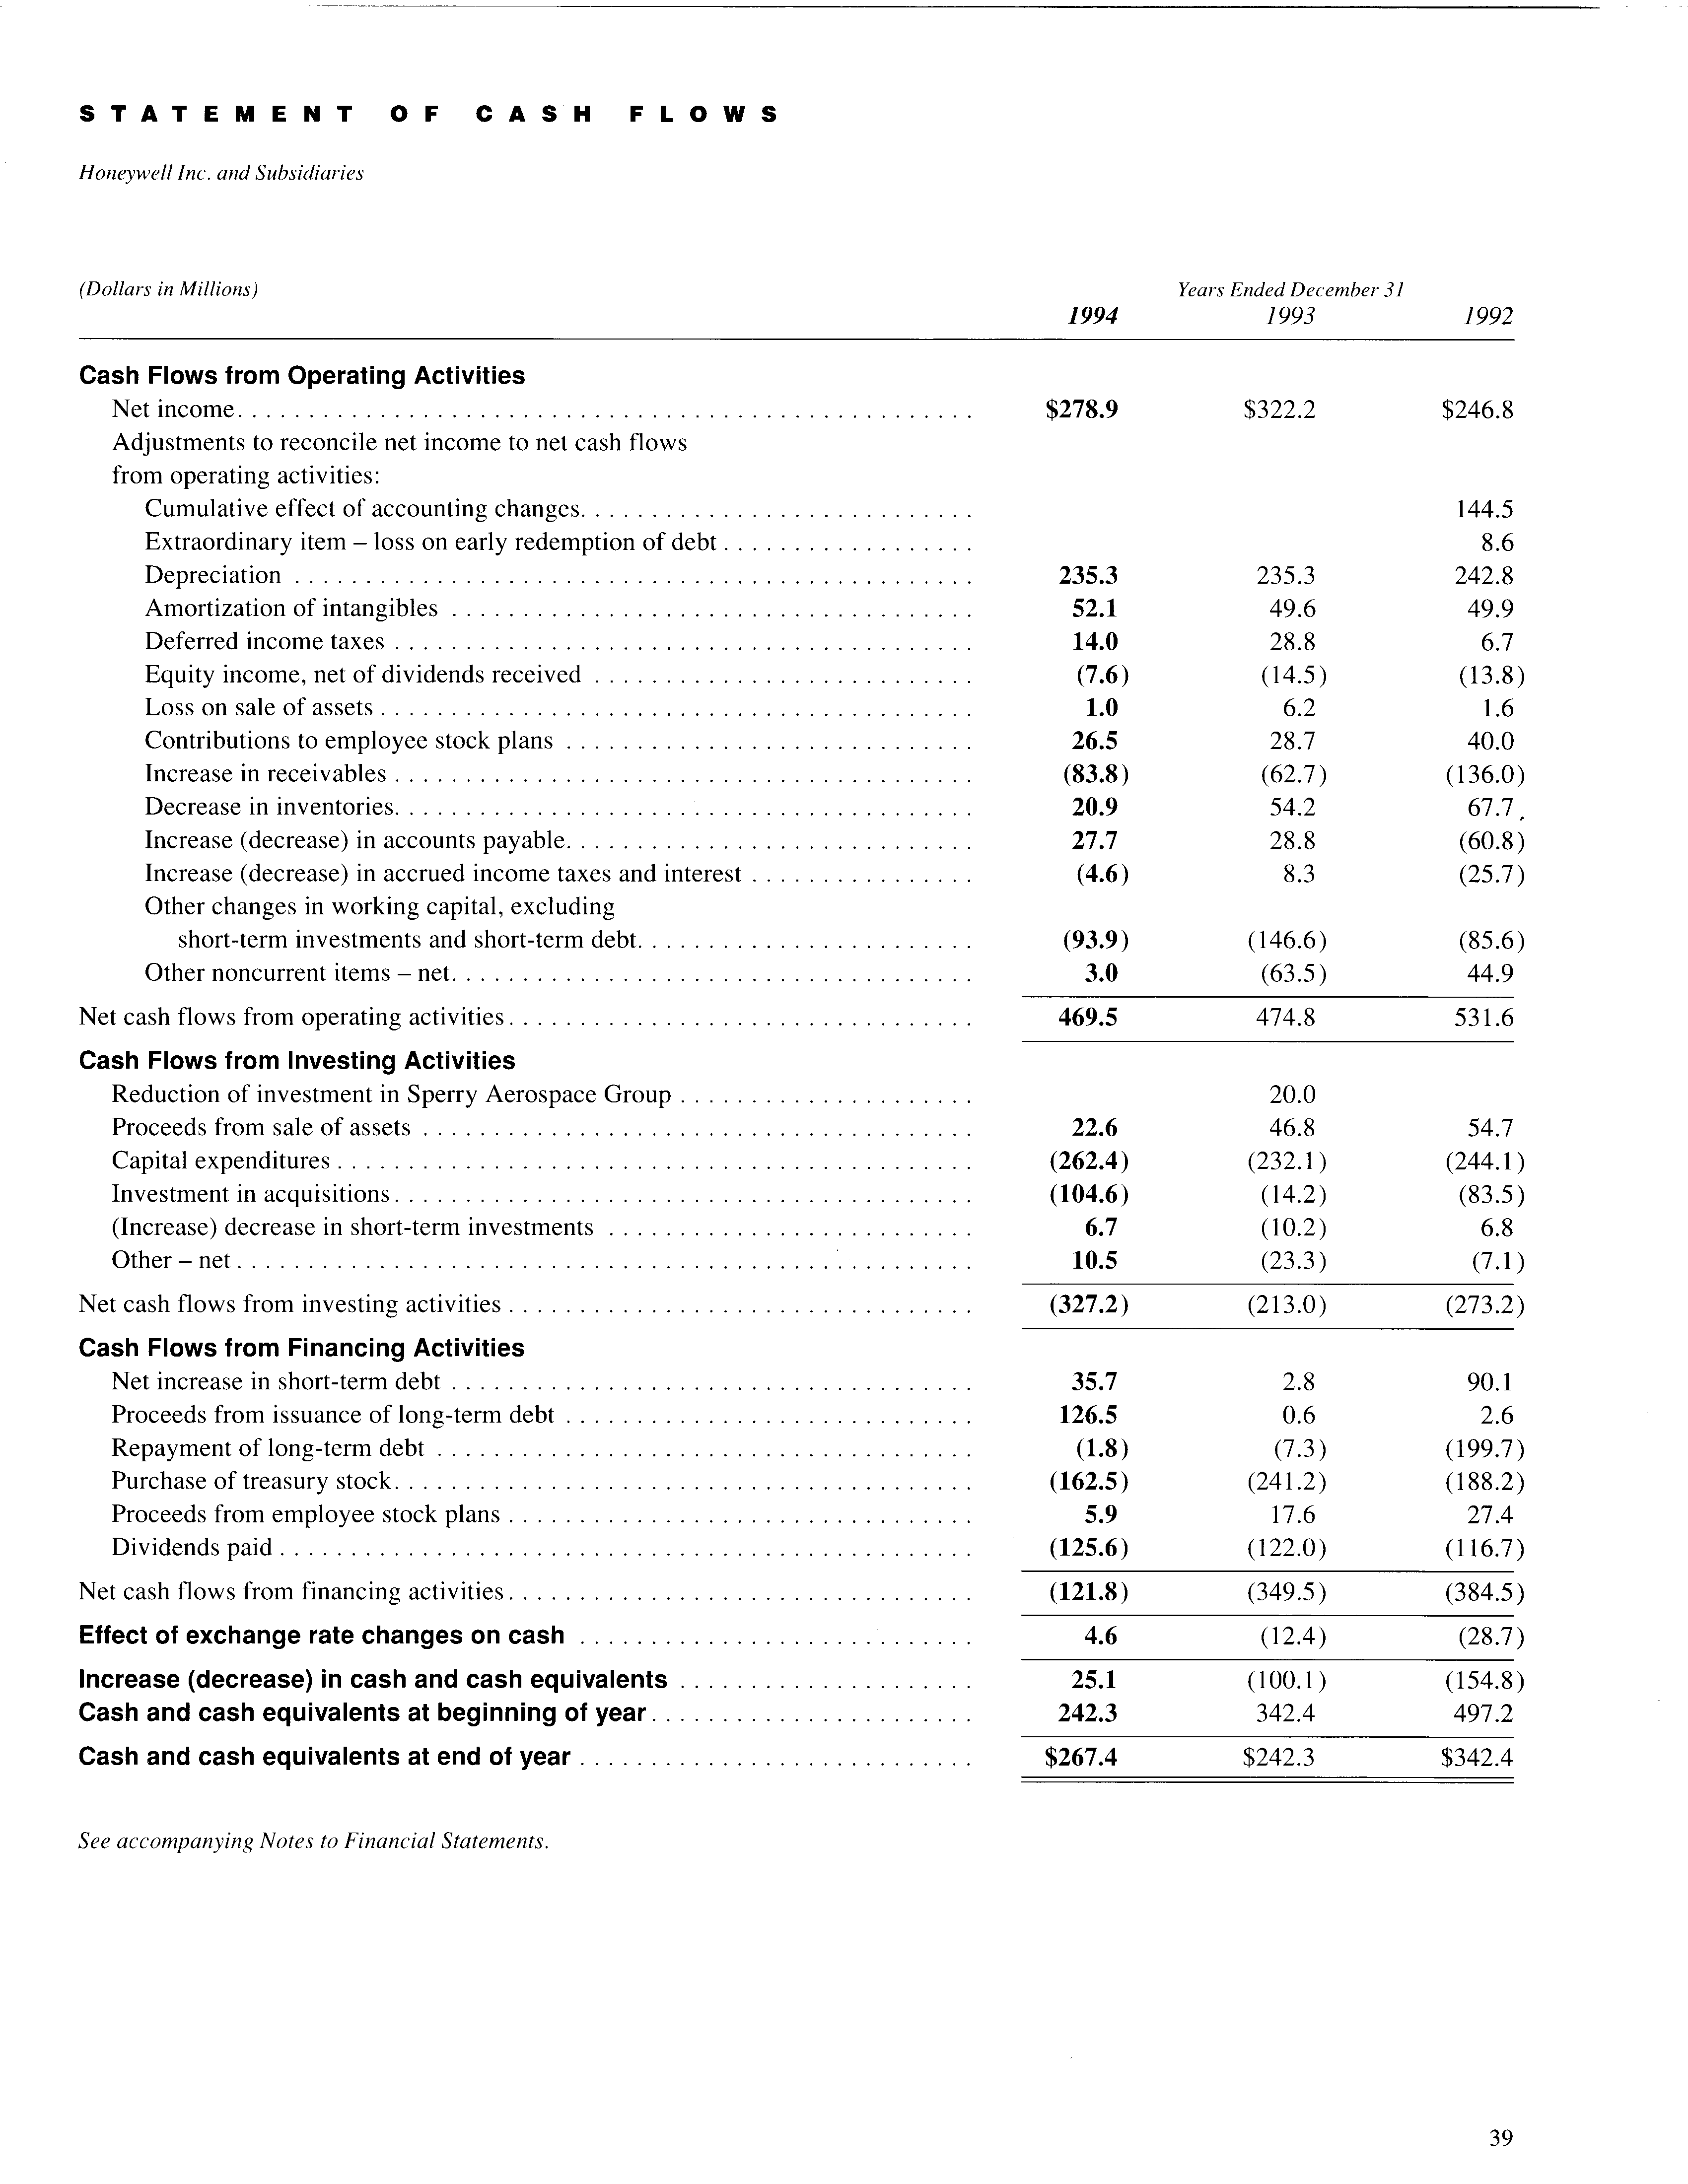 STATEMENT OF CASH FLOWS
Honeywell Inc. and Subsidiaries
(Dollars in Millions) Years Ended December 31
1994 1993 1992
Cash Flows from Operating Activities
Net income $278.9 $322.2 $246.8
Adjustments to reconcile net income to net cash flows
from operating activities:
Cumulative effect of accounting changes 144.5
Extraordinary item – loss on early redemption of debt 8.6
Depreciation 235.3 235.3 242.8
Amortization of intangibles 52.1 49.6 49.9
Deferred income taxes 14.0 28.8 6.7
Equity income, net of dividends received (7.6) (14.5) (13.8)
Loss on sale of assets 1.0 6.2 1.6
Contributions to employee stock plans 26.5 28.7 40.0
Increase in receivables (83.8) (62.7) (136.0)
Decrease in inventories 20.9 54.2 67.7
Increase (decrease) in accounts payable 27.7 28.8 (60.8)
Increase (decrease) in accrued income taxes and interest (4.6) 8.3 (25.7)
Other changes in working capital, excluding
short-term investments and short-term debt (93.9) (146.6) (85.6)
Other noncurrent items – net 3.0 (63.5) 44.9
Net cash flows from operating activities 469.5 474.8 531.6
Cash Flows from Investing Activities
Reduction of investment in Sperry Aerospace Group 20.0
Proceeds from sale of assets 22.6 46.8 54.7
Capital expenditures (262.4) (232.1) (244.1)
Investment in acquisitions (104.6) (14.2) (83.5)
(Increase) decrease in short-term investments 6.7 (10.2) 6.8
Other – net 10.5 (23.3) (7.1)
Net cash flows from investing activities (327.2) (213.0) (273.2)
Cash Flows from Financing Activities
Net increase in short-term debt 35.7 2.8 90.1
Proceeds from issuance of long-term debt 126.5 0.6 2.6
Repayment of long-term debt (1.8) (7.3) (199.7)
Purchase of treasury stock (162.5) (241.2) (188.2)
Proceeds from employee stock plans 5.9 17.6 27.4
Dividends paid (125.6) (122.0) (116.7)
Net cash flows from financing activities (121.8) (349.5) (384.5)
Effect of exchange rate changes on cash 4.6 (12.4) (28.7)
Increase (decrease) in cash and cash equivalents 25.1 (100.1) (154.8)
Cash and cash equivalents at beginning of year 242.3 342.4 497.2
Cash and cash equivalents at end of year $267.4 $242.3 $342.4
See accompanying Notes to Financial Statements.
39